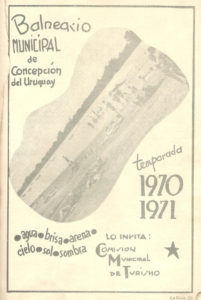 Balneario
MUNICIPAL
de
Concepción
del Uruguay
temporada
1970
1971
•agua•brisa•arena•
cielo•sol•sombra
LO INVITA:
COMISION
MUNICIPAL
DE TURISMO